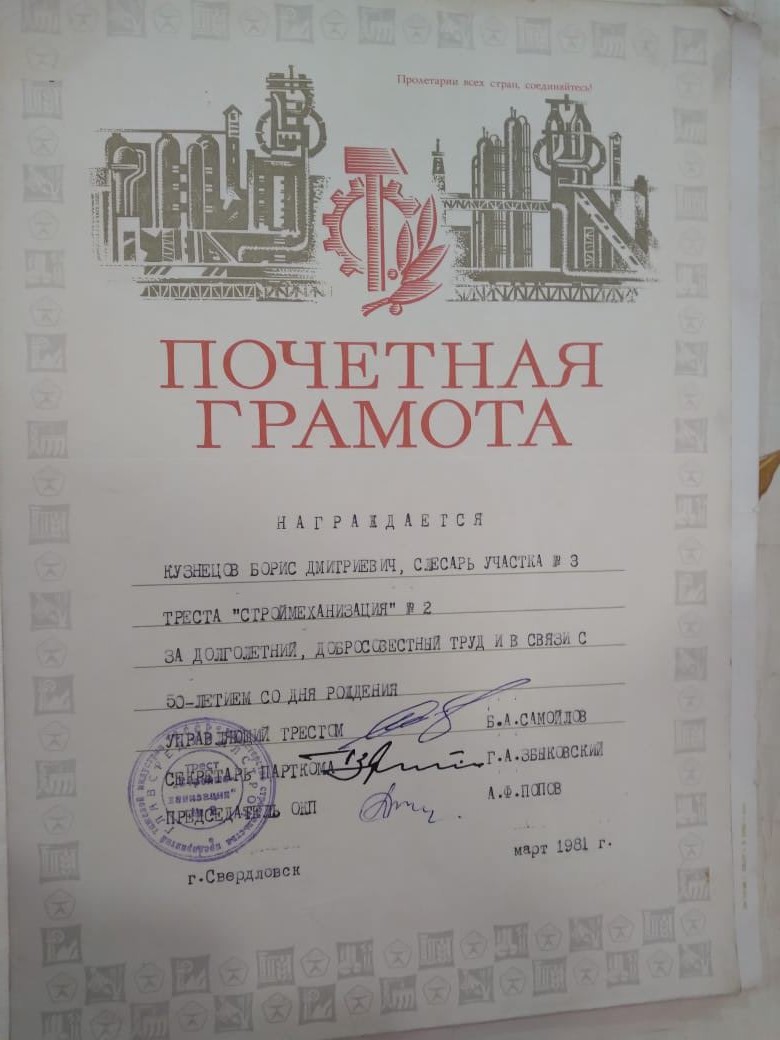 Пролетарии всех стран, соединяйтесь!
ПОЧЕТНАЯ
ГРАМОТА
НАГРАЖДАЕТСЯ
КУЗНЕЦОВ БОРИС ДМИТРИЕВИЧ, СЛЕСАРЬ УЧАСТКА № 3
ТРЕСТА "СТРОЙМЕХАНИЗАЦИЯ" № 2
ЗА ДОЛГОЛЕТНИЙ, ДОБРОСОВЕСТНЫЙ ТРУД И В СВЯЗИ С
50-ЛЕТИЕМ СО ДНЯ РОЖДЕНИЯ
УПРАВЛЯЮЩИЙ ТРЕСТОМ Б.А.САМОЙЛОВ
СЕКРЕТАРЬ ПАРТКОМА Г.А.ЗБЫКОВСКИЙ
ПРЕДСЕДАТЕЛЬ ОКП А.Ф.ПОПОВ
г.Свердловск март 1981 г.